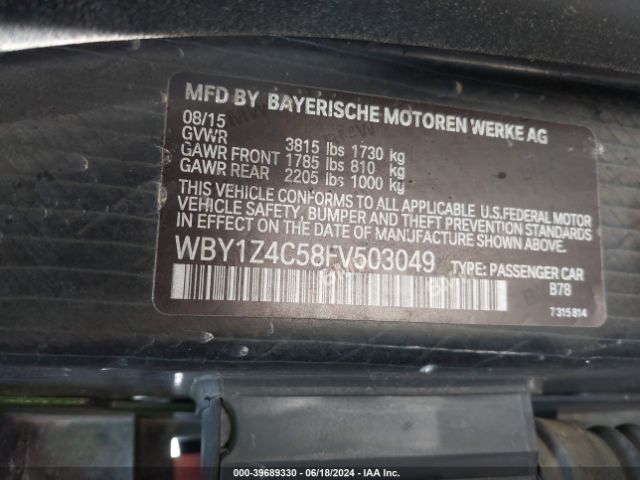 MFD BY BAYERISCHE MOTOREN WERKE AG
08/15
GVWR 3815 lbs 1730 kg
GAWR FRONT 1785 lbs 810 kg
GAWR REAR 2205 lbs 1000 kg
THIS VEHICLE CONFORMS TO ALL APPLICABLE U.S.FEDERAL MOTOR
VEHICLE SAFETY, BUMPER AND THEFT PREVENTION STANDARDS
IN EFFECT ON THE DATE OF MANUFACTURE SHOWN ABOVE.
WBY1Z4C58FV503049 TYPE: PASSENGER CAR
B78
7 315 814
000-39689330 - 06/18/2024 - IAA Inc.